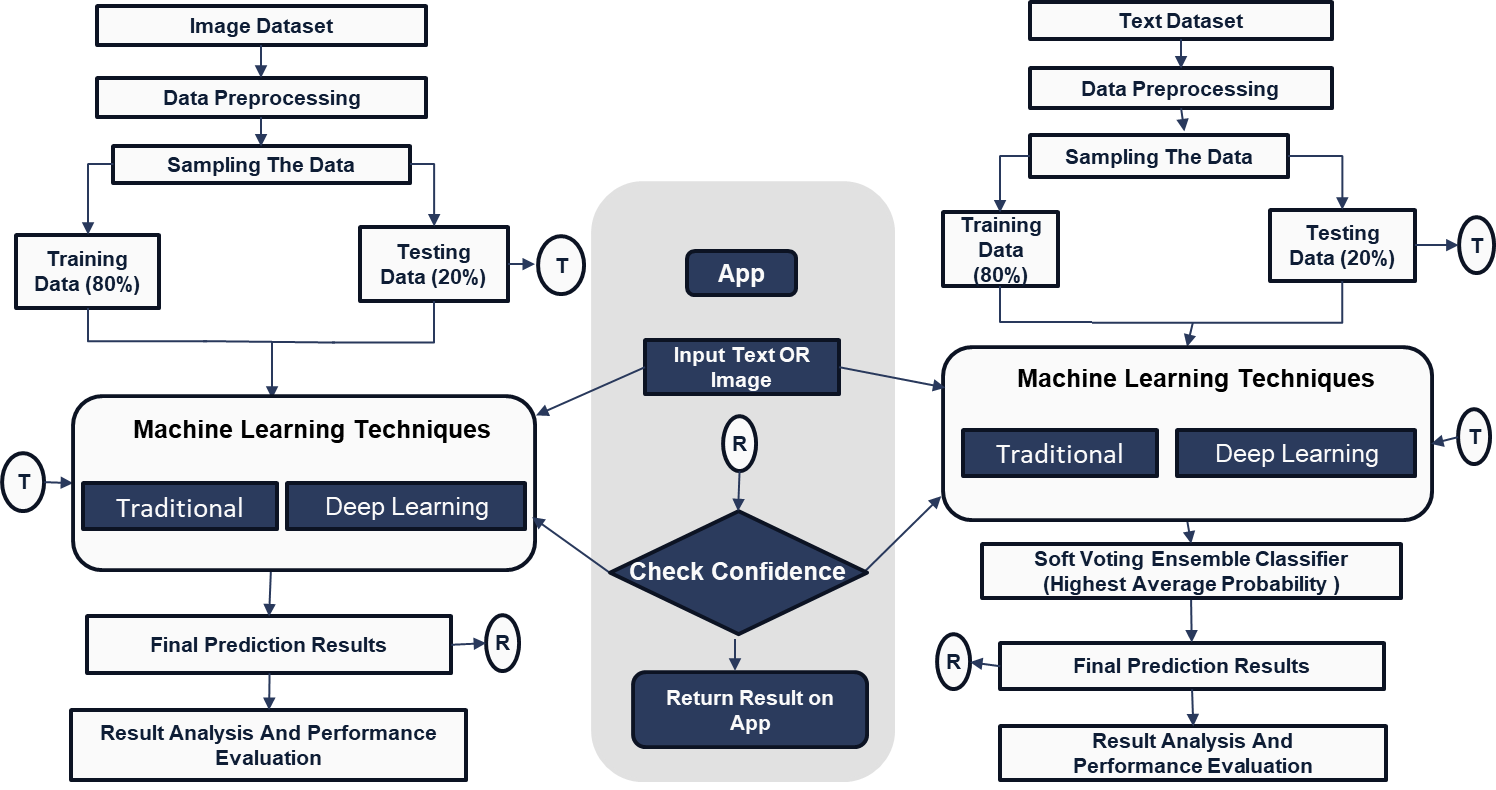 Image Dataset
Data Preprocessing
Sampling The Data
Training
Data (80%)
Testing
Data (20%)
T
Machine Learning Techniques
T
Traditional
Deep Learning
Final Prediction Results
R
Result Analysis And Performance
Evaluation
App
Input Text OR
Image
R
Check Confidence
Return Result on
App
Text Dataset
Data Preprocessing
Sampling The Data
Training
Data
(80%)
Testing
Data (20%)
T
Machine Learning Techniques
Traditional
Deep Learning
T
Soft Voting Ensemble Classifier
(Highest Average Probability )
R
Final Prediction Results
Result Analysis And
Performance Evaluation